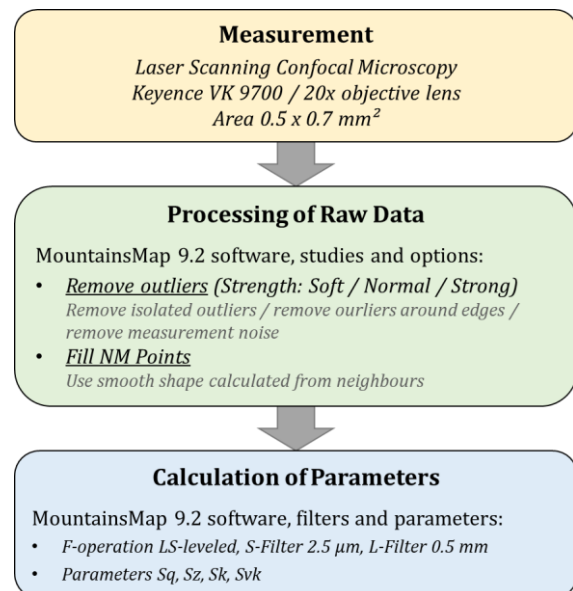 Measurement
Laser Scanning Confocal Microscopy
Keyence VK 9700 / 20x objective lens
Area 0.5 x 0.7 mm²
Processing of Raw Data
MountainsMap 9.2 software, studies and options:
• Remove outliers (Strength: Soft / Normal / Strong)
Remove isolated outliers / remove ourliers around edges /
remove measurement noise
• Fill NM Points
Use smooth shape calculated from neighbours
Calculation of Parameters
MountainsMap 9.2 software, filters and parameters:
• F-operation LS-leveled, S-Filter 2.5 µm, L-Filter 0.5 mm
• Parameters Sq, Sz, Sk, Svk